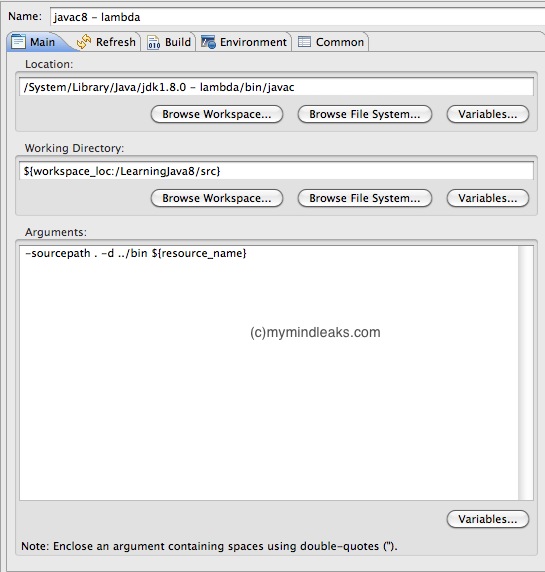 Name: javac8 - lambda
Main Refresh Build Environment Common
Location:
/System/Library/Java/jdk1.8.0 - lambda/bin/javac
Browse Workspace... Browse File System... Variables...
Working Directory:
${workspace_loc:/LearningJava8/src}
Browse Workspace... Browse File System... Variables...
Arguments:
-sourcepath . -d ../bin ${resource_name}
(c)mymindleaks.com
Variables...
Note: Enclose an argument containing spaces using double-quotes (").